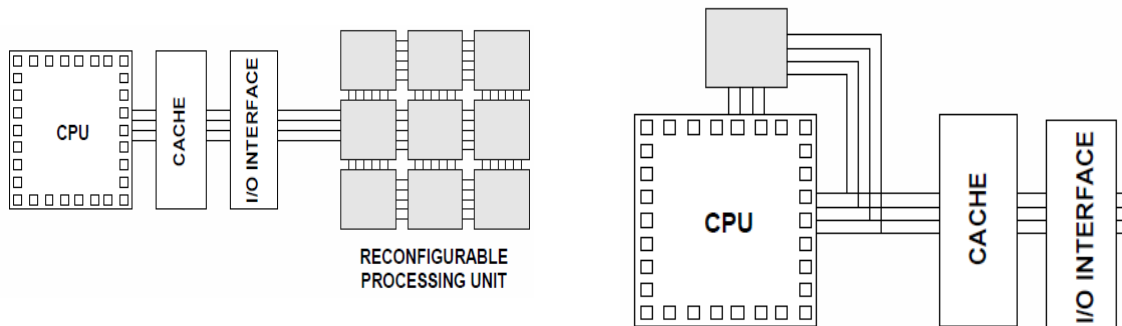 CPU
CACHE
I/O INTERFACE
RECONFIGURABLE
PROCESSING UNIT
CPU
CACHE
I/O INTERFACE